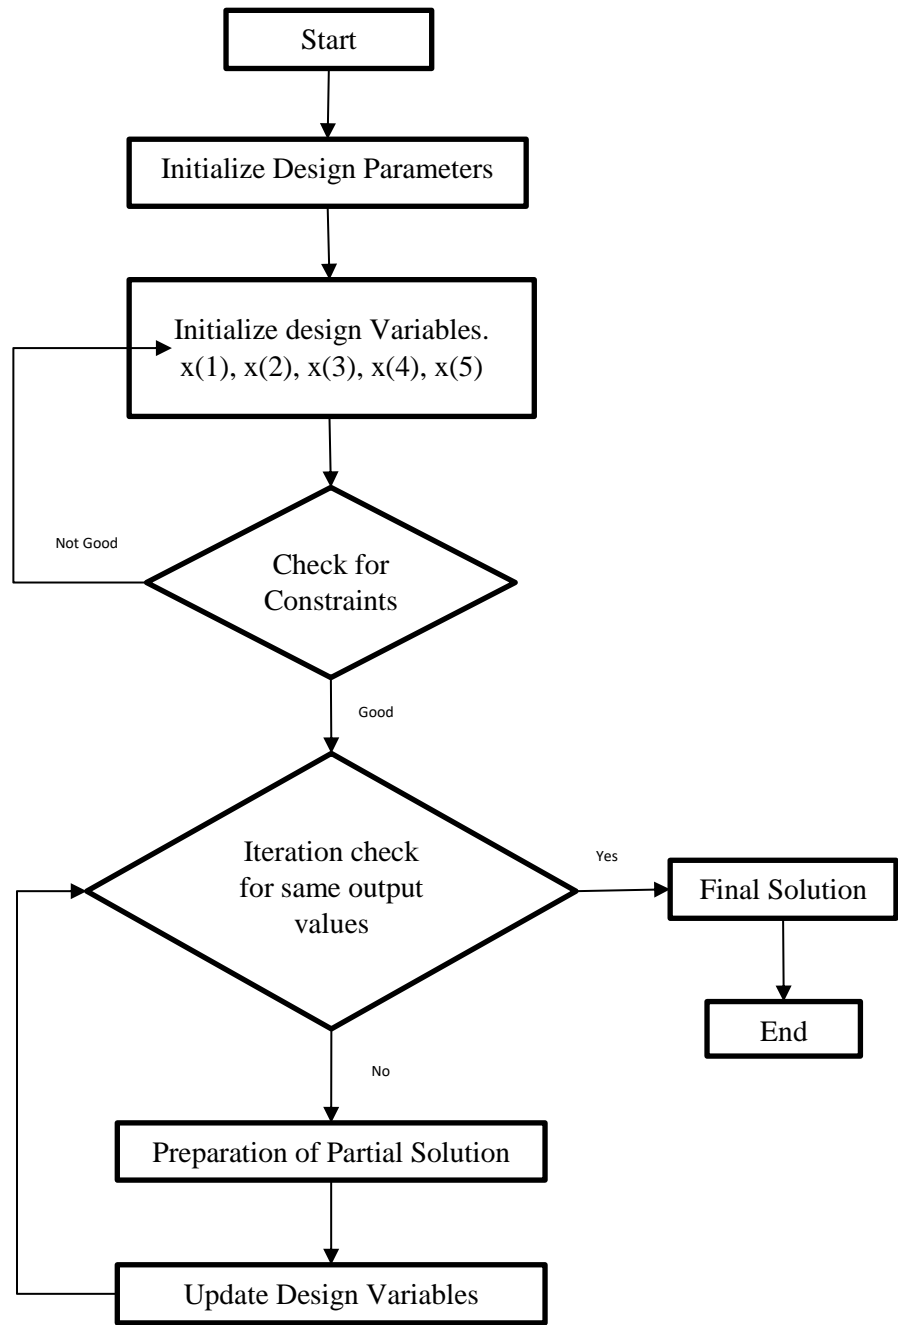 Start
Initialize Design Parameters
Initialize design Variables.
x(1), x(2), x(3), x(4), x(5)
Not Good
Check for
Constraints
Good
Iteration check
for same output
values
Yes
Final Solution
End
No
Preparation of Partial Solution
Update Design Variables